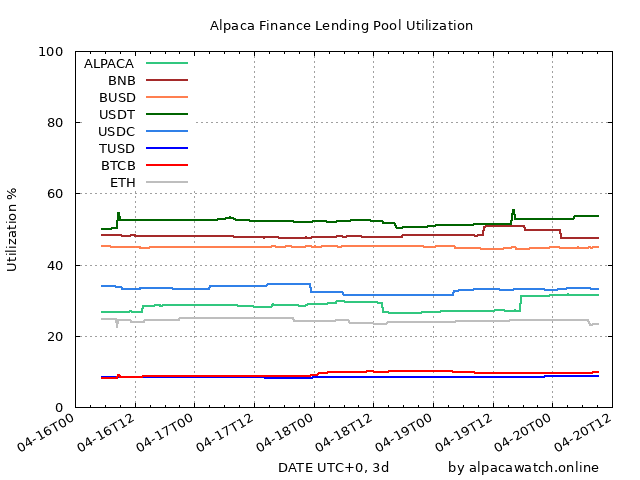 Alpaca Finance Lending Pool Utilization
100
80
60
40
20
0
Utilization %
ALPACA
BNB
BUSD
USDT
USDC
TUSD
BTCB
ETH
04-16T00
04-16T12
04-17T00
04-17T12
04-18T00
04-18T12
04-19T00
04-19T12
04-20T00
04-20T12
DATE UTC+0, 3d
by alpacawatch.online